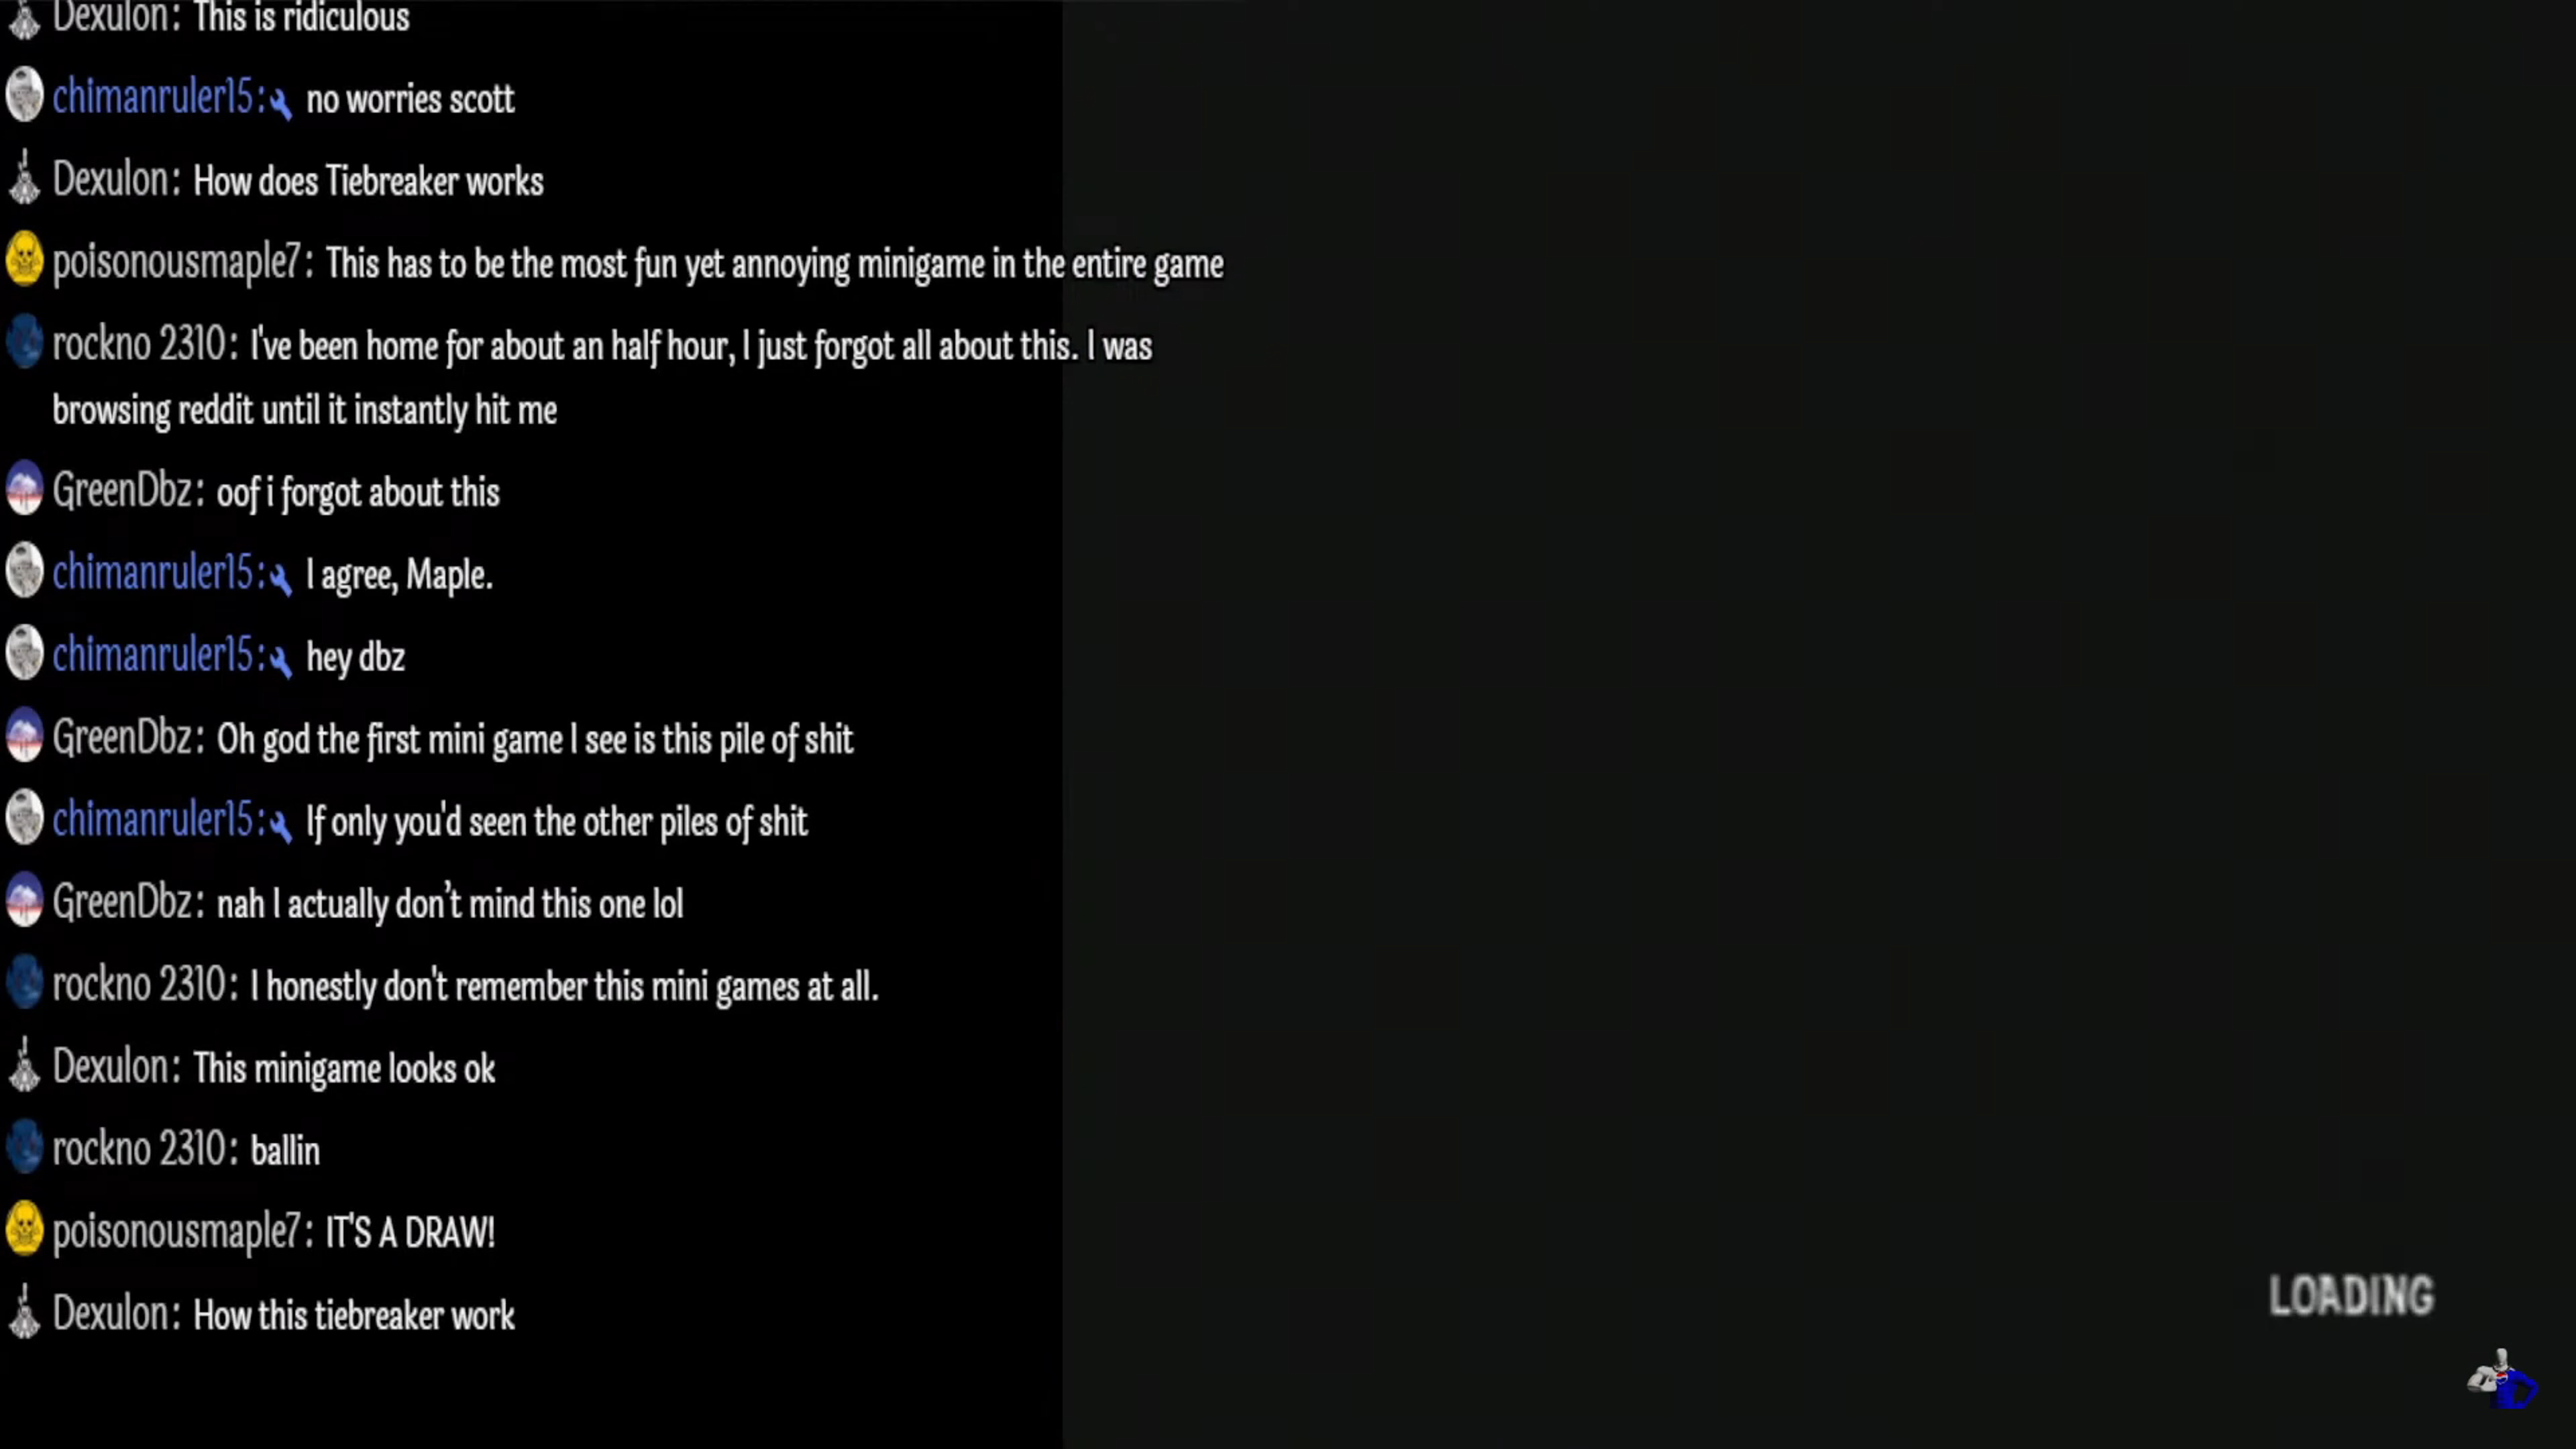 Dexulon: This is ridiculous
chimanruler15: no worries scott
Dexulon: How does Tiebreaker works
poisonousmaple7: This has to be the most fun yet annoying minigame in the entire game
rockno 2310: I've been home for about an half hour, I just forgot all about this. I was
browsing reddit until it instantly hit me
GreenDbz: oof i forgot about this
chimanruler15: I agree, Maple.
chimanruler15: hey dbz
GreenDbz: Oh god the first mini game I see is this pile of shit
chimanruler15: If only you'd seen the other piles of shit
GreenDbz: nah I actually don’t mind this one lol
rockno 2310: I honestly don't remember this mini games at all.
Dexulon: This minigame looks ok
rockno 2310: ballin
poisonousmaple7: IT'S A DRAW!
Dexulon: How this tiebreaker work
LOADING